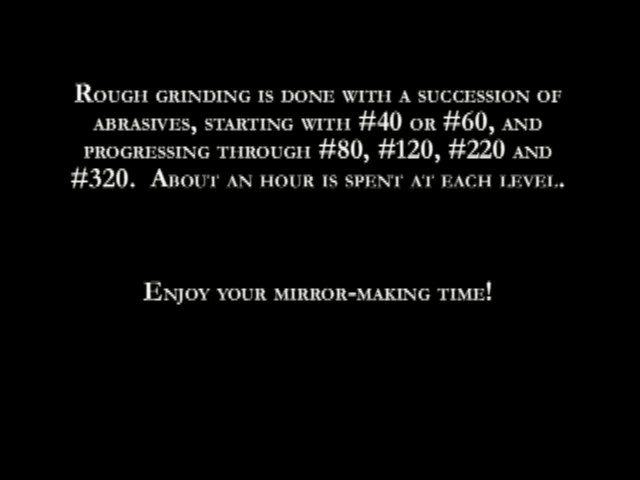 Rough grinding is done with a succession of
abrasives, starting with #40 or #60, and
progressing through #80, #120, #220 and
#320.  About an hour is spent at each level.
Enjoy your mirror-making time!